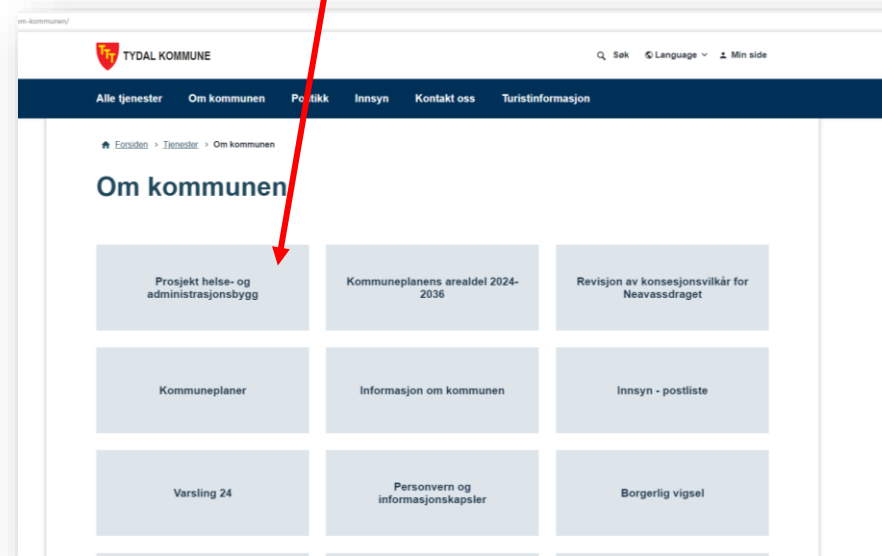 om-kommunen/
TYDAL KOMMUNE
Søk
Language
Min side
Alle tjenester
Om kommunen
Politikk
Innsyn
Kontakt oss
Turistinformasjon
Forsiden > Tjenester > Om kommunen
Om kommunen
Prosjekt helse- og
administrasjonsbygg
Kommuneplanens arealdel 2024-
2036
Revisjon av konsesjonsvilkår for
Neavassdraget
Kommuneplaner
Informasjon om kommunen
Innsyn - postliste
Varsling 24
Personvern og
informasjonskapsler
Borgerlig vigsel